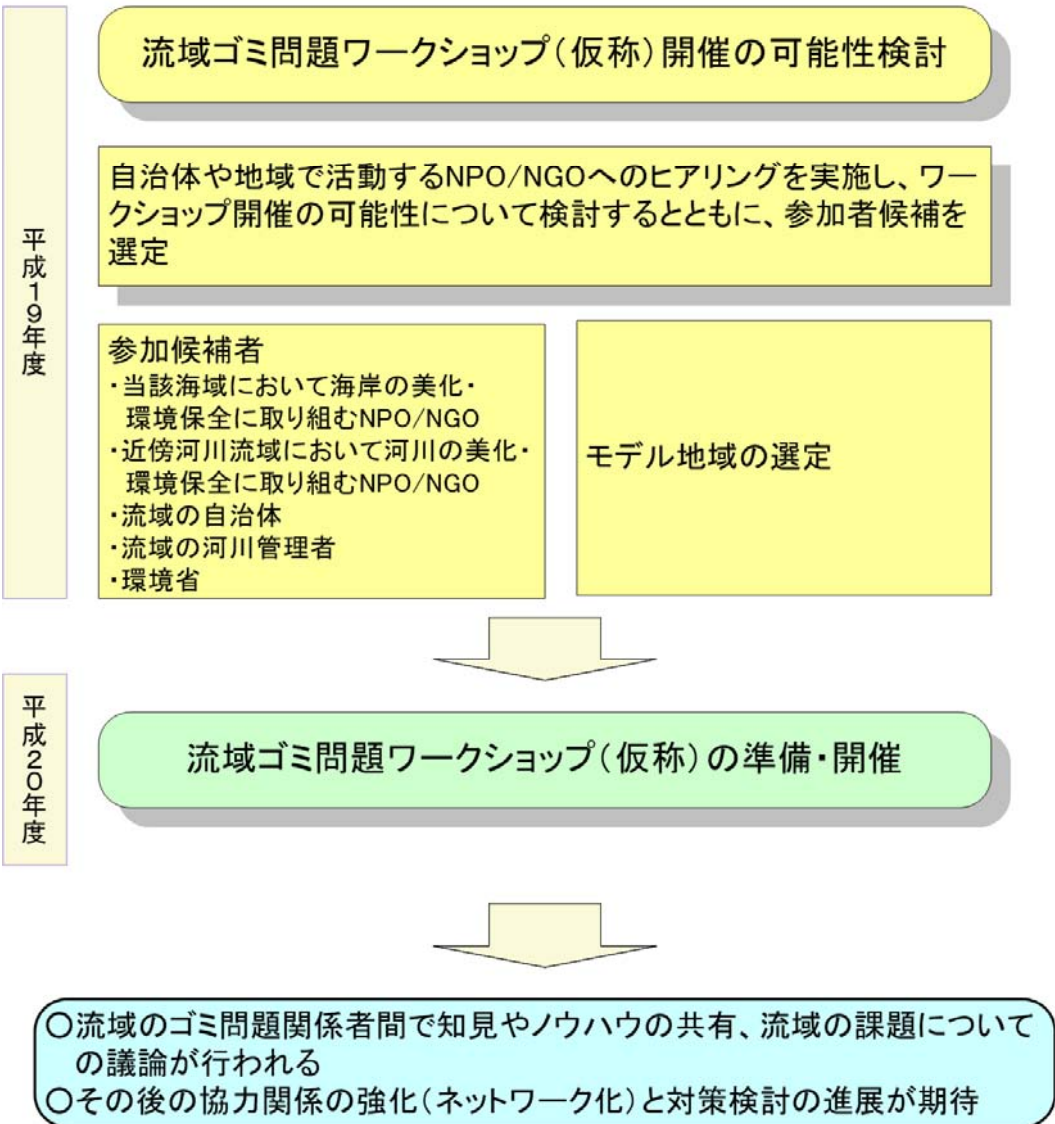 平成19年度
流域ゴミ問題ワークショップ(仮称)開催の可能性検討
自治体や地域で活動するNPO/NGOへのヒアリングを実施し、ワー
クショップ開催の可能性について検討するとともに、参加者候補を
選定
参加候補者
・当該海域において海岸の美化・
環境保全に取り組むNPO/NGO
・近傍河川流域において河川の美化・
環境保全に取り組むNPO/NGO
・流域の自治体
・流域の河川管理者
・環境省
モデル地域の選定
平成20年度
流域ゴミ問題ワークショップ(仮称)の準備・開催
○流域のゴミ問題関係者間で知見やノウハウの共有、流域の課題について
の議論が行われる
○その後の協力関係の強化(ネットワーク化)と対策検討の進展が期待